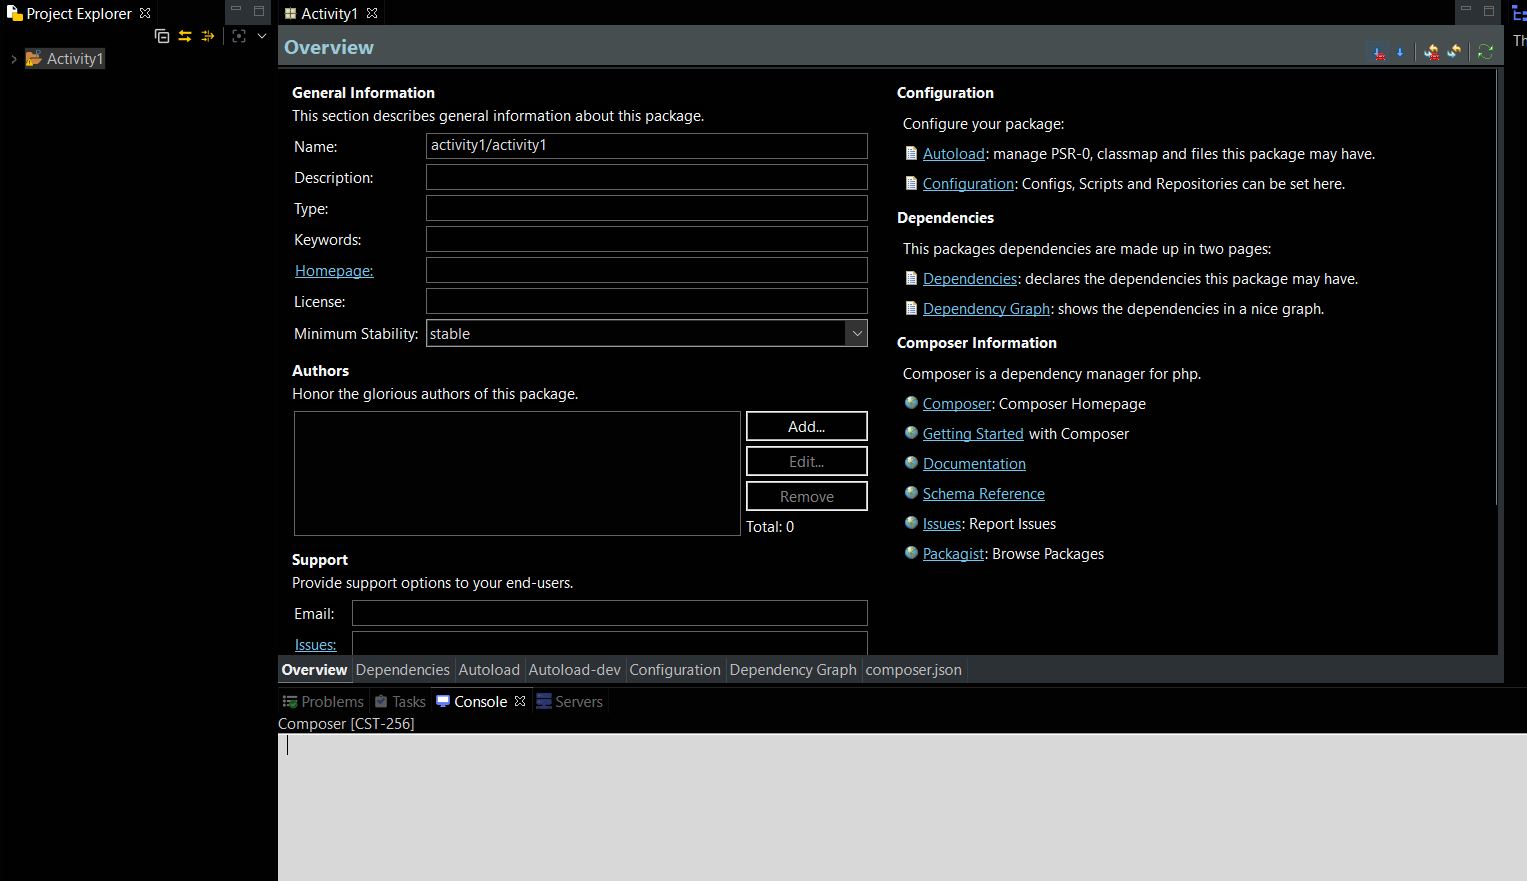 Project Explorer
Activity1
Activity1
Overview
General Information
This section describes general information about this package.
Name: activity1/activity1
Description:
Type:
Keywords:
Homepage:
License:
Minimum Stability: stable
Authors
Honor the glorious authors of this package.
Add...
Edit...
Remove
Total: 0
Support
Provide support options to your end-users.
Email:
Issues:
Configuration
Configure your package:
Autoload: manage PSR-0, classmap and files this package may have.
Configuration: Configs, Scripts and Repositories can be set here.
Dependencies
This packages dependencies are made up in two pages:
Dependencies: declares the dependencies this package may have.
Dependency Graph: shows the dependencies in a nice graph.
Composer Information
Composer is a dependency manager for php.
Composer: Composer Homepage
Getting Started with Composer
Documentation
Schema Reference
Issues: Report Issues
Packagist: Browse Packages
Th
Overview Dependencies Autoload Autoload-dev Configuration Dependency Graph composer.json
Problems Tasks Console Servers
Composer [CST-256]